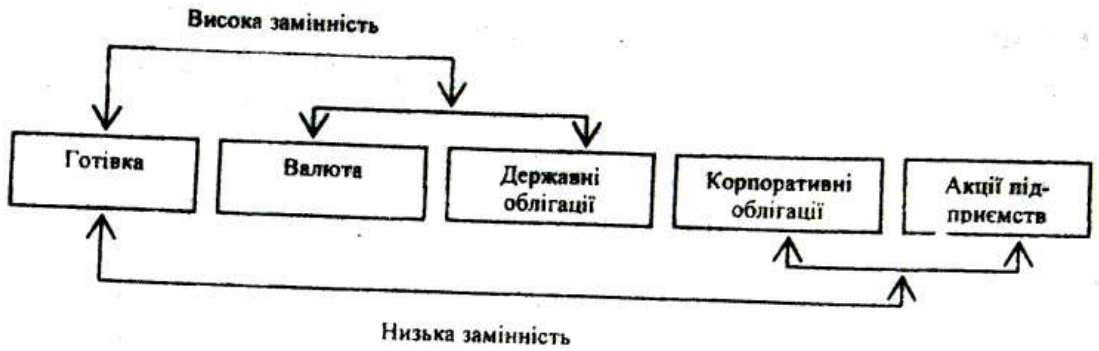 Висока замінність
Готівка
Валюта
Державні
облігації
Корпоративні
облігації
Акції під-
приємств
Низька замінність